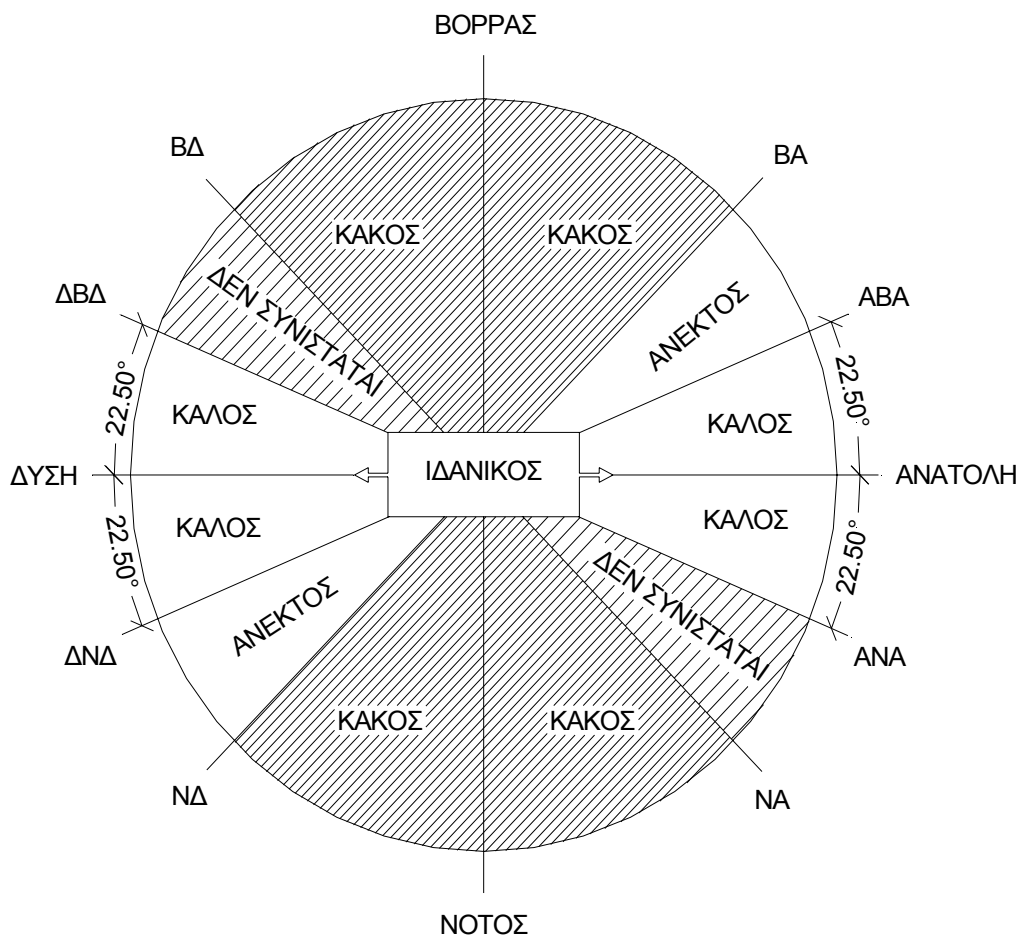 ΒΟΡΡΑΣ
ΒΔ
ΒΑ
ΚΑΚΟΣ
ΚΑΚΟΣ
ΔΕΝ ΣΥΝΙΣΤΑΤΑΙ
ΑΝΕΚΤΟΣ
ΔΒΔ
ΑΒΑ
22.50°
22.50°
ΚΑΛΟΣ
ΚΑΛΟΣ
ΔΥΣΗ
ΙΔΑΝΙΚΟΣ
ΑΝΑΤΟΛΗ
ΚΑΛΟΣ
ΚΑΛΟΣ
22.50°
22.50°
ΑΝΕΚΤΟΣ
ΔΕΝ ΣΥΝΙΣΤΑΤΑΙ
ΔΝΔ
ΑΝΑ
ΚΑΚΟΣ
ΚΑΚΟΣ
ΝΔ
ΝΑ
ΝΟΤΟΣ